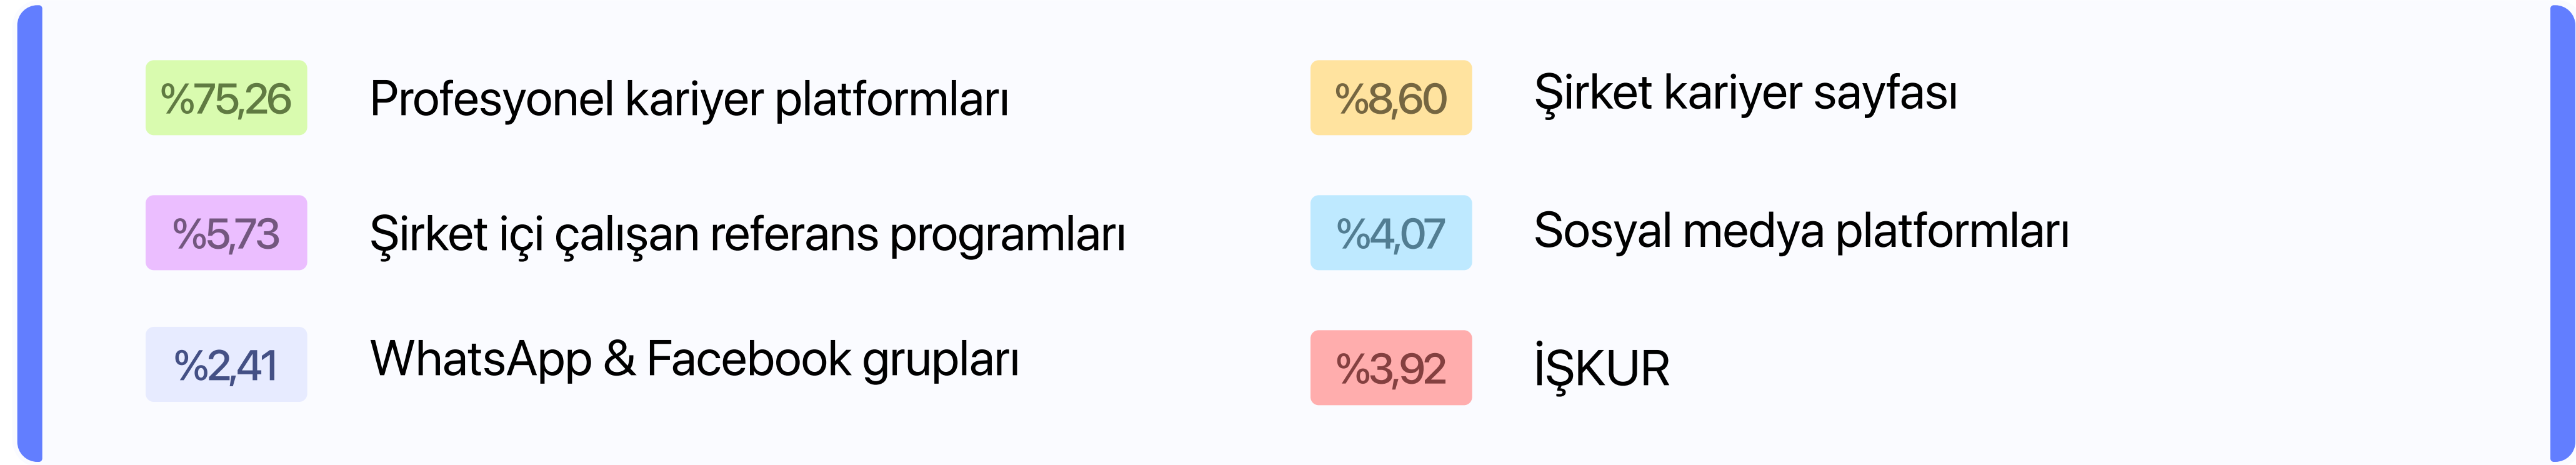 %75,26 Profesyonel kariyer platformları
%8,60 Şirket kariyer sayfası
%5,73 Şirket içi çalışan referans programları
%4,07 Sosyal medya platformları
%2,41 WhatsApp & Facebook grupları
%3,92 İŞKUR